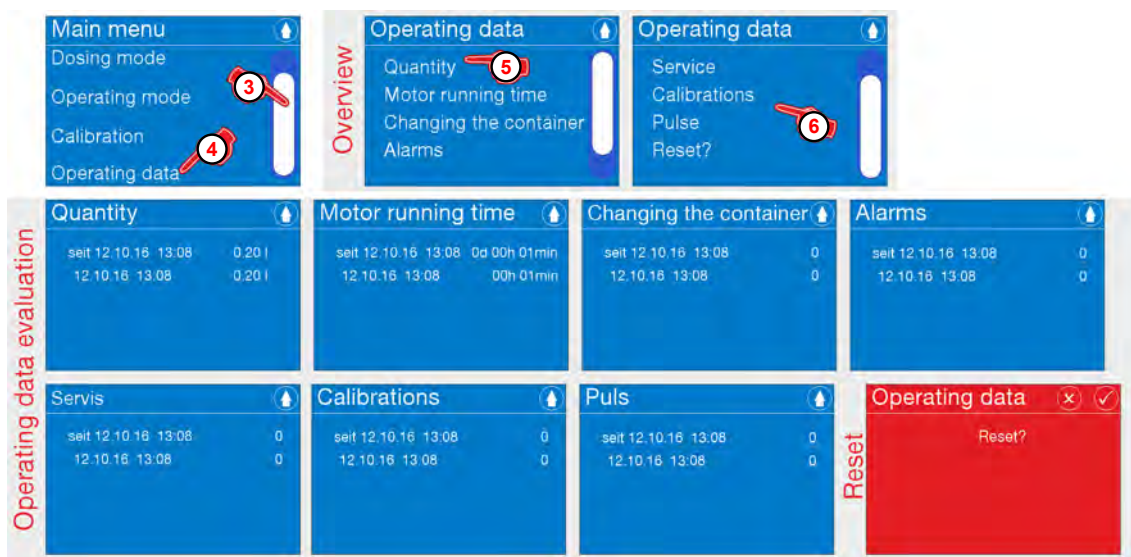 Main menu
Dosing mode
Operating mode
Calibration
Operating data
3
4
Overview
Operating data
Quantity
Motor running time
Changing the container
Alarms
5
Operating data
Service
Calibrations
Pulse
Reset?
6
Operating data evaluation
Quantity
seit 12.10.16 13:08 0.20 l
12.10.16 13.08 0.20 l
Motor running time
seit 12.10.16 13:08 0d 00h 01min
12.10.16 13:08 00h 01min
Changing the container
seit 12.10.16 13:08 0
12.10.16 13:08 0
Alarms
seit 12.10.16 13:08 0
12.10.16 13:08 0
Servis
seit 12.10.16 13:08 0
12.10.16 13:08 0
Calibrations
seit 12.10.16 13:08 0
12.10.16 13 08 0
Puls
seit 12.10.16 13:08 0
12.10.16 13:08 0
Reset
Operating data
Reset?